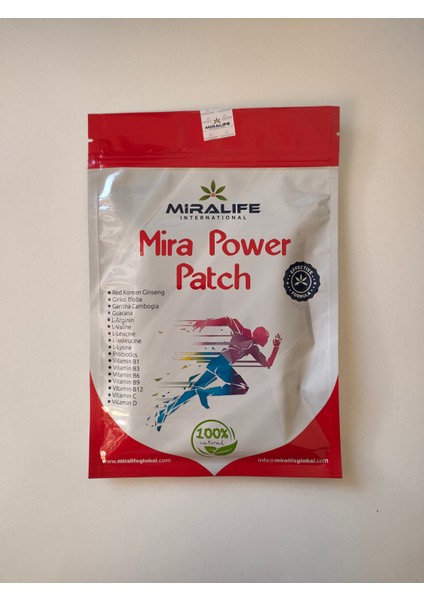 MiRALIFE
MiRALIFE
INTERNATIONAL
Mira Power
Patch
EFFECTIVE
FORMULA
• Red Korean Ginseng
• Ginko Bloba
• Garcina Cambogia
• Guarana
• L-Arginin
• L-Valine
• L-Leucine
• L-Isoleucine
• L-Lysine
• Probiotics
• Vitamin B1
• Vitamin B3
• Vitamin B6
• Vitamin B9
• Vitamin B12
• Vitamin C
• Vitamin D
100%
natural
www.miralifeglobal.com
info@miralifeglobal.com